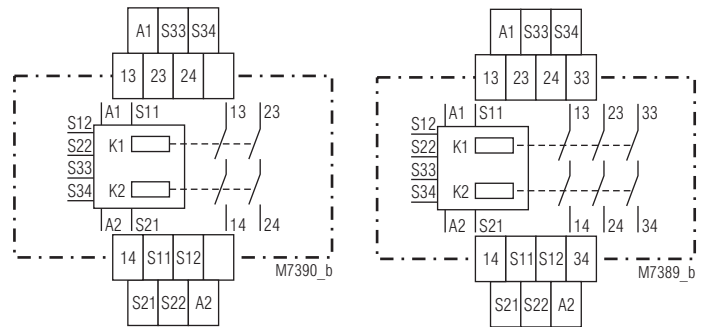 A1 S33 S34
13 23 24
A1 S11 13 23
S12
S22 K1
S33
S34 K2
A2 S21 14 24
14 S11 S12
M7390_b
S21 S22 A2
A1 S33 S34
13 23 24 33
A1 S11 13 23 33
S12
S22 K1
S33
S34 K2
A2 S21 14 24 34
14 S11 S12 34
M7389_b
S21 S22 A2